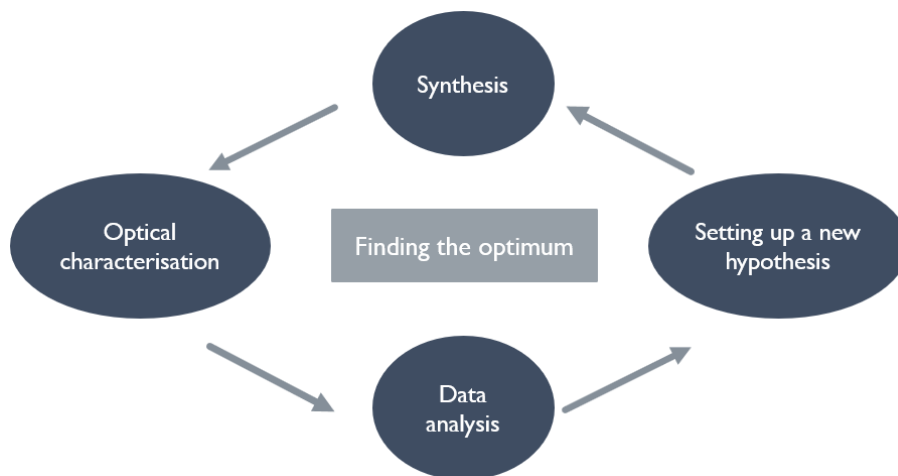 Synthesis
Optical
characterisation
Finding the optimum
Setting up a new
hypothesis
Data
analysis